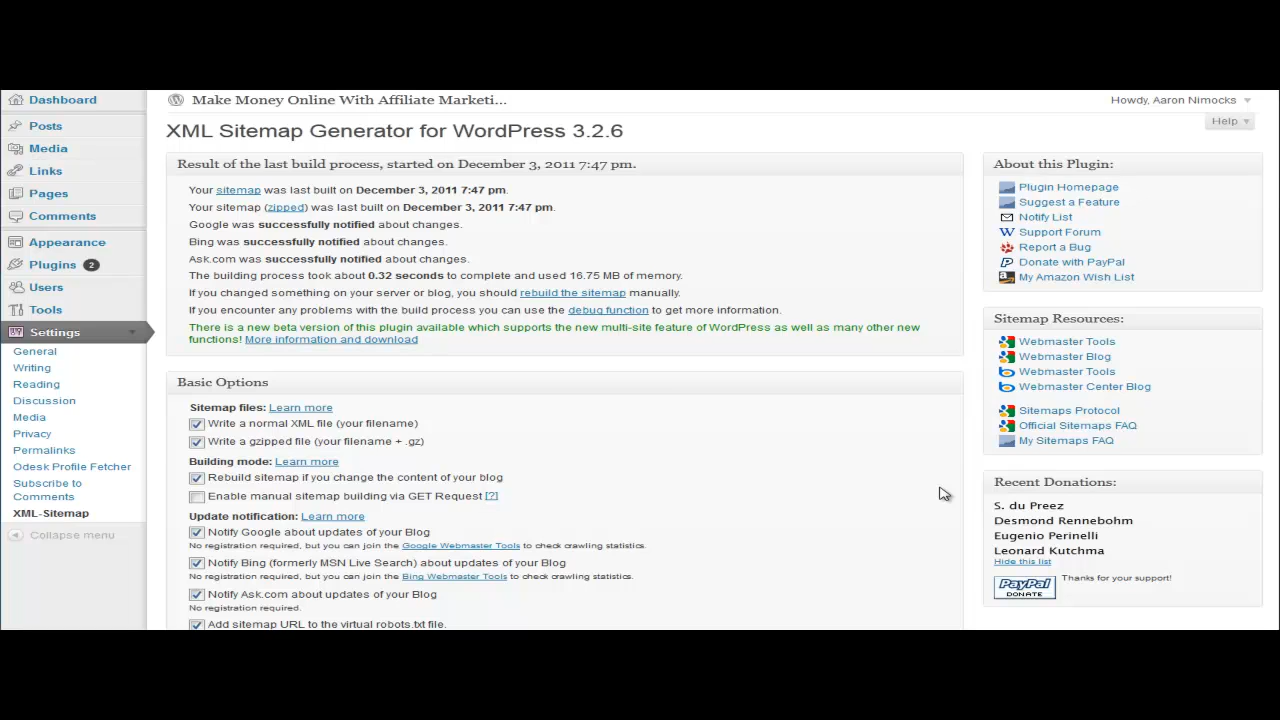 Dashboard
Posts
Media
Links
Pages
Comments
Appearance
Plugins 2
Users
Tools
Settings
General
Writing
Reading
Discussion
Media
Privacy
Permalinks
Odesk Profile Fetcher
Subscribe to
Comments
XML-Sitemap
Collapse menu
Make Money Online With Affiliate Marketi...
Howdy, Aaron Nimocks
Help
XML Sitemap Generator for WordPress 3.2.6
Result of the last build process, started on December 3, 2011 7:47 pm.
Your sitemap was last built on December 3, 2011 7:47 pm.
Your sitemap (zipped) was last built on December 3, 2011 7:47 pm.
Google was successfully notified about changes.
Bing was successfully notified about changes.
Ask.com was successfully notified about changes.
The building process took about 0.32 seconds to complete and used 16.75 MB of memory.
If you changed something on your server or blog, you should rebuild the sitemap manually.
If you encounter any problems with the build process you can use the debug function to get more information.
There is a new beta version of this plugin available which supports the new multi-site feature of WordPress as well as many other new
functions! More information and download
Basic Options
Sitemap files: Learn more
Write a normal XML file (your filename)
Write a gzipped file (your filename + .gz)
Building mode: Learn more
Rebuild sitemap if you change the content of your blog
Enable manual sitemap building via GET Request [?]
Update notification: Learn more
Notify Google about updates of your Blog
No registration required, but you can join the Google Webmaster Tools to check crawling statistics.
Notify Bing (formerly MSN Live Search) about updates of your Blog
No registration required, but you can join the Bing Webmaster Tools to check crawling statistics.
Notify Ask.com about updates of your Blog
No registration required.
Add sitemap URL to the virtual robots.txt file.
About this Plugin:
Plugin Homepage
Suggest a Feature
Notify List
Support Forum
Report a Bug
Donate with PayPal
My Amazon Wish List
Sitemap Resources:
Webmaster Tools
Webmaster Blog
Webmaster Tools
Webmaster Center Blog
Sitemaps Protocol
Official Sitemaps FAQ
My Sitemaps FAQ
Recent Donations:
S. du Preez
Desmond Rennebohm
Eugenio Perinelli
Leonard Kutchma
Hide this list
PayPal
DONATE
Thanks for your support!